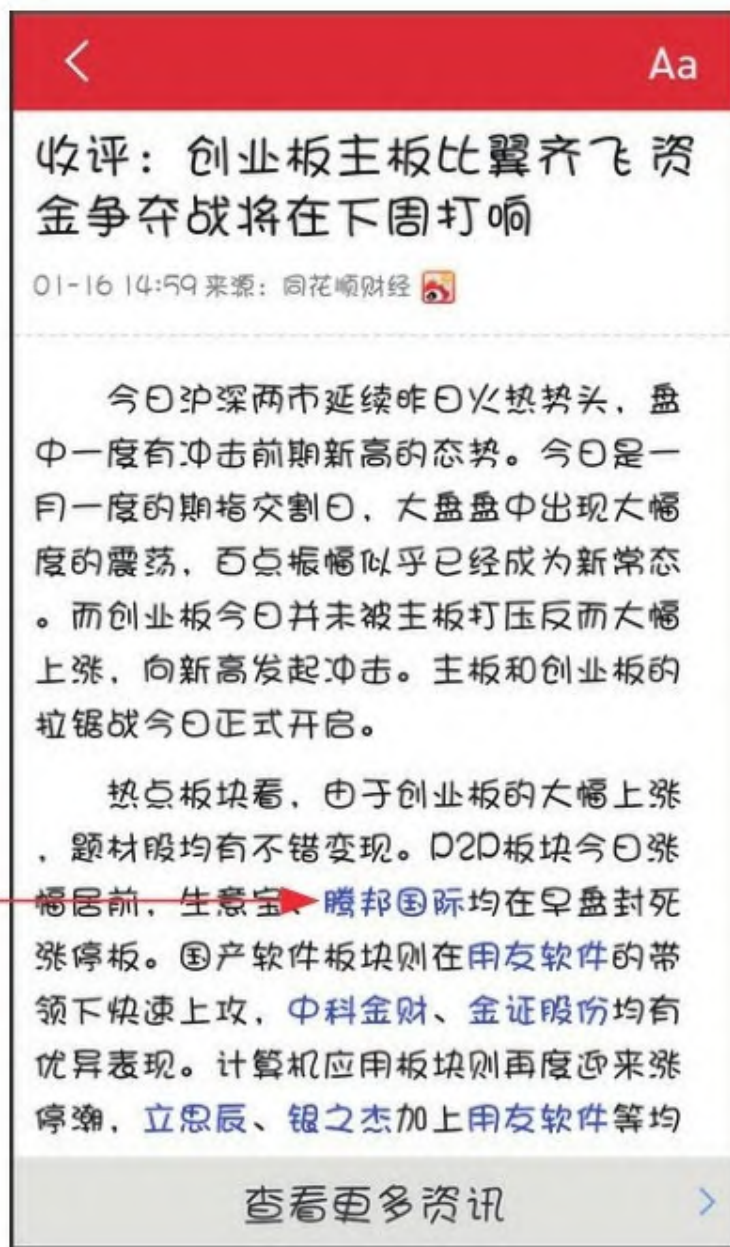 Aa
收评：创业板主板比翼齐飞 资
金争夺战将在下周打响
01-16 14:59 来源：同花顺财经
今日沪深两市延续昨日火热势头，盘
中一度有冲击前期新高的态势。今日是一
月一度的期指交割日，大盘盘中出现大幅
度的震荡，百点振幅似乎已经成为新常态
。而创业板今日并未被主板打压反而大幅
上涨，向新高发起冲击。主板和创业板的
拉锯战今日正式开启。
热点板块看，由于创业板的大幅上涨
，题材股均有不错变现。P2P板块今日涨
幅居前，生意宝、腾邦国际均在早盘封死
涨停板。国产软件板块则在用友软件的带
领下快速上攻，中科金财、金证股份均有
优异表现。计算机应用板块则再度迎来涨
停潮，立思辰、银之杰加上用友软件等均
查看更多资讯